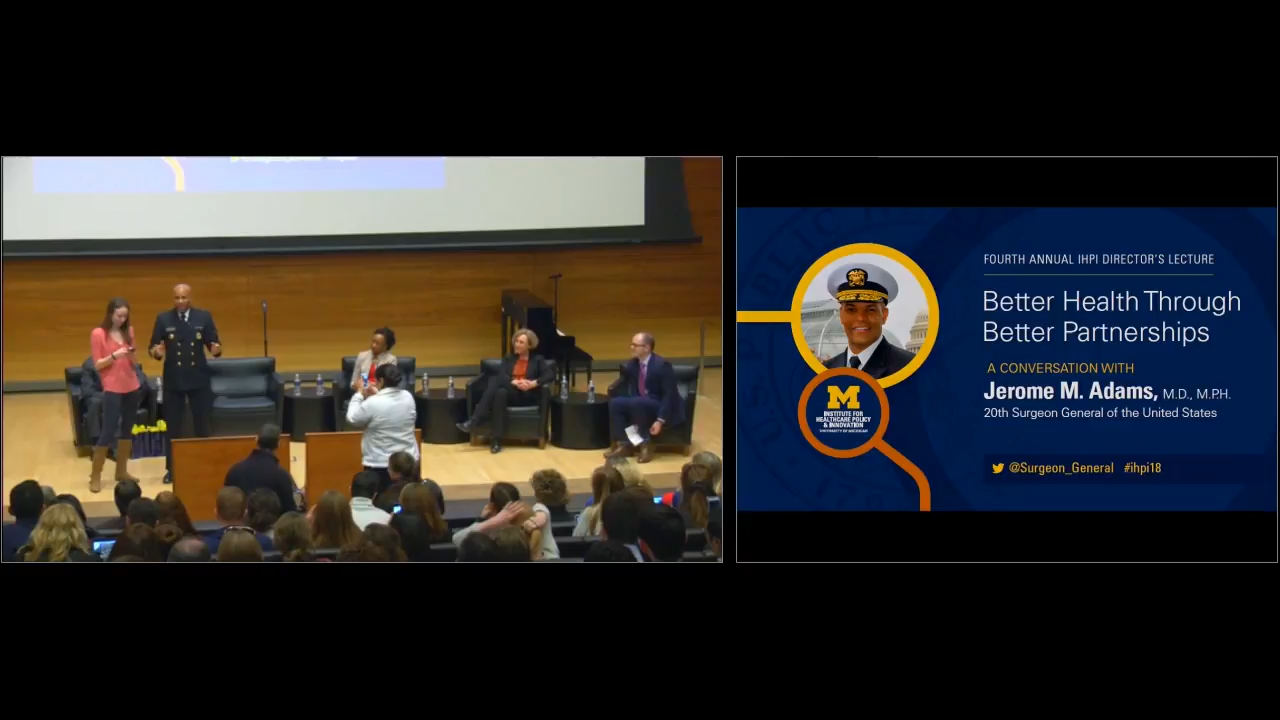 FOURTH ANNUAL IHPI DIRECTOR'S LECTURE
Better Health Through
Better Partnerships
A CONVERSATION WITH
Jerome M. Adams, M.D., M.P.H.
20th Surgeon General of the United States
@Surgeon_General #ihpi18
M
INSTITUTE FOR
HEALTHCARE POLICY
& INNOVATION
UNIVERSITY OF MICHIGAN